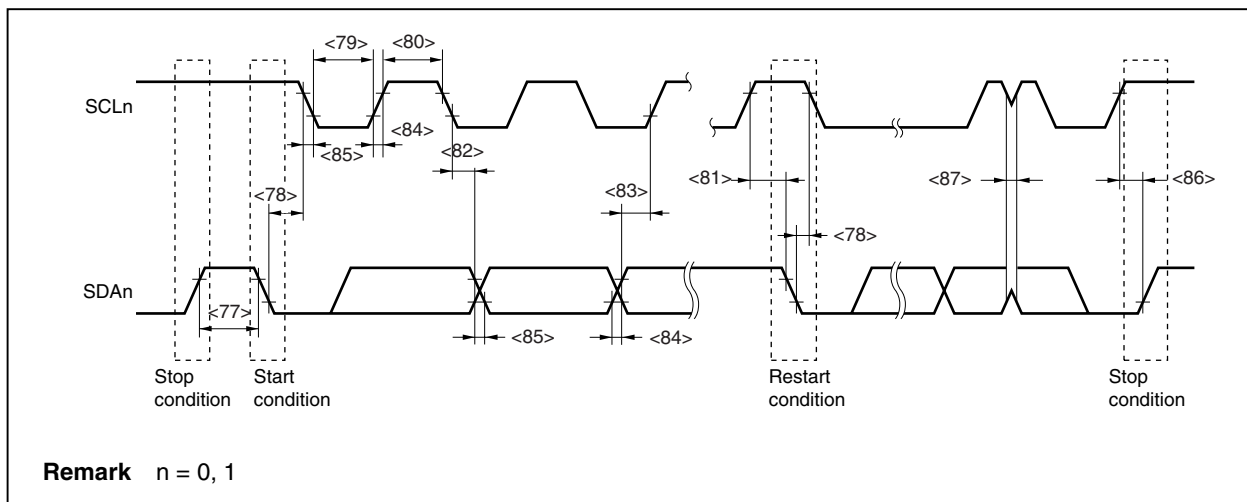 <79>
<80>
SCLn
<84>
<85>
<82>
<78>
<83>
<81>
<87>
<86>
<78>
SDAn
<77>
<85>
<84>
Stop
condition
Start
condition
Restart
condition
Stop
condition
Remark n = 0, 1